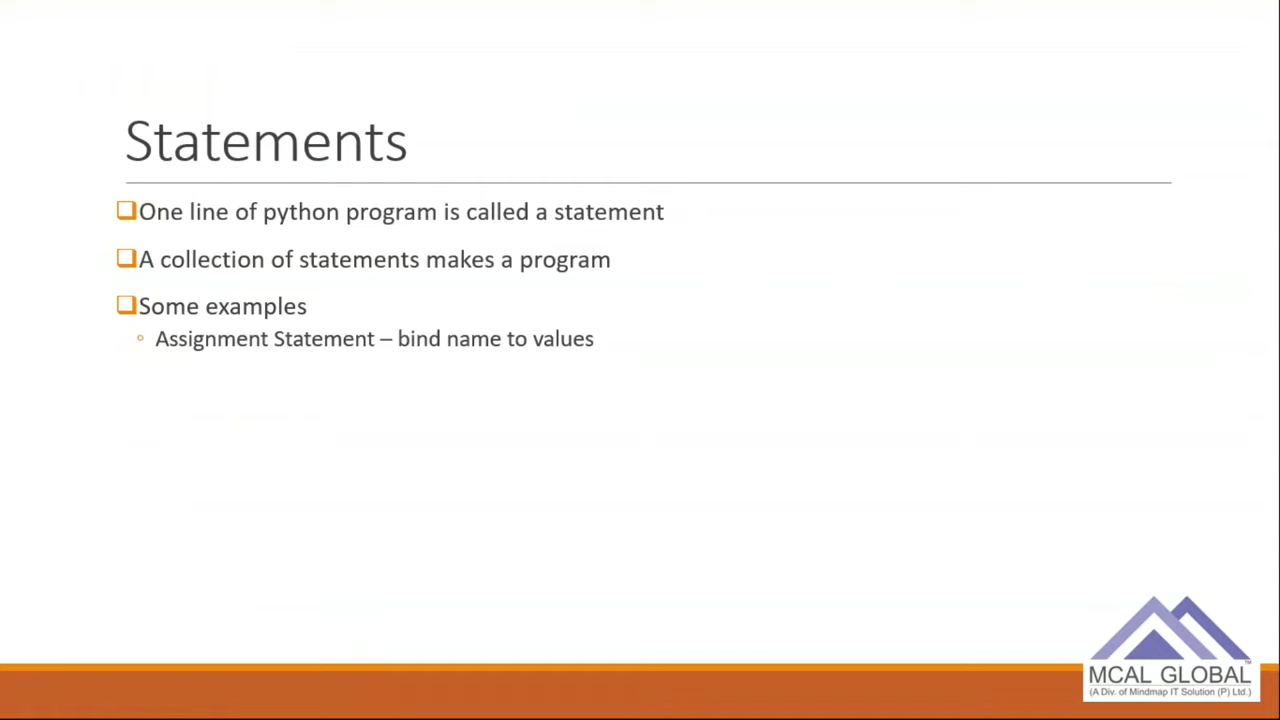 Statements
One line of python program is called a statement
A collection of statements makes a program
Some examples
Assignment Statement – bind name to values
MCAL GLOBAL™
(A Div. of Mindmap IT Solution (P) Ltd.)